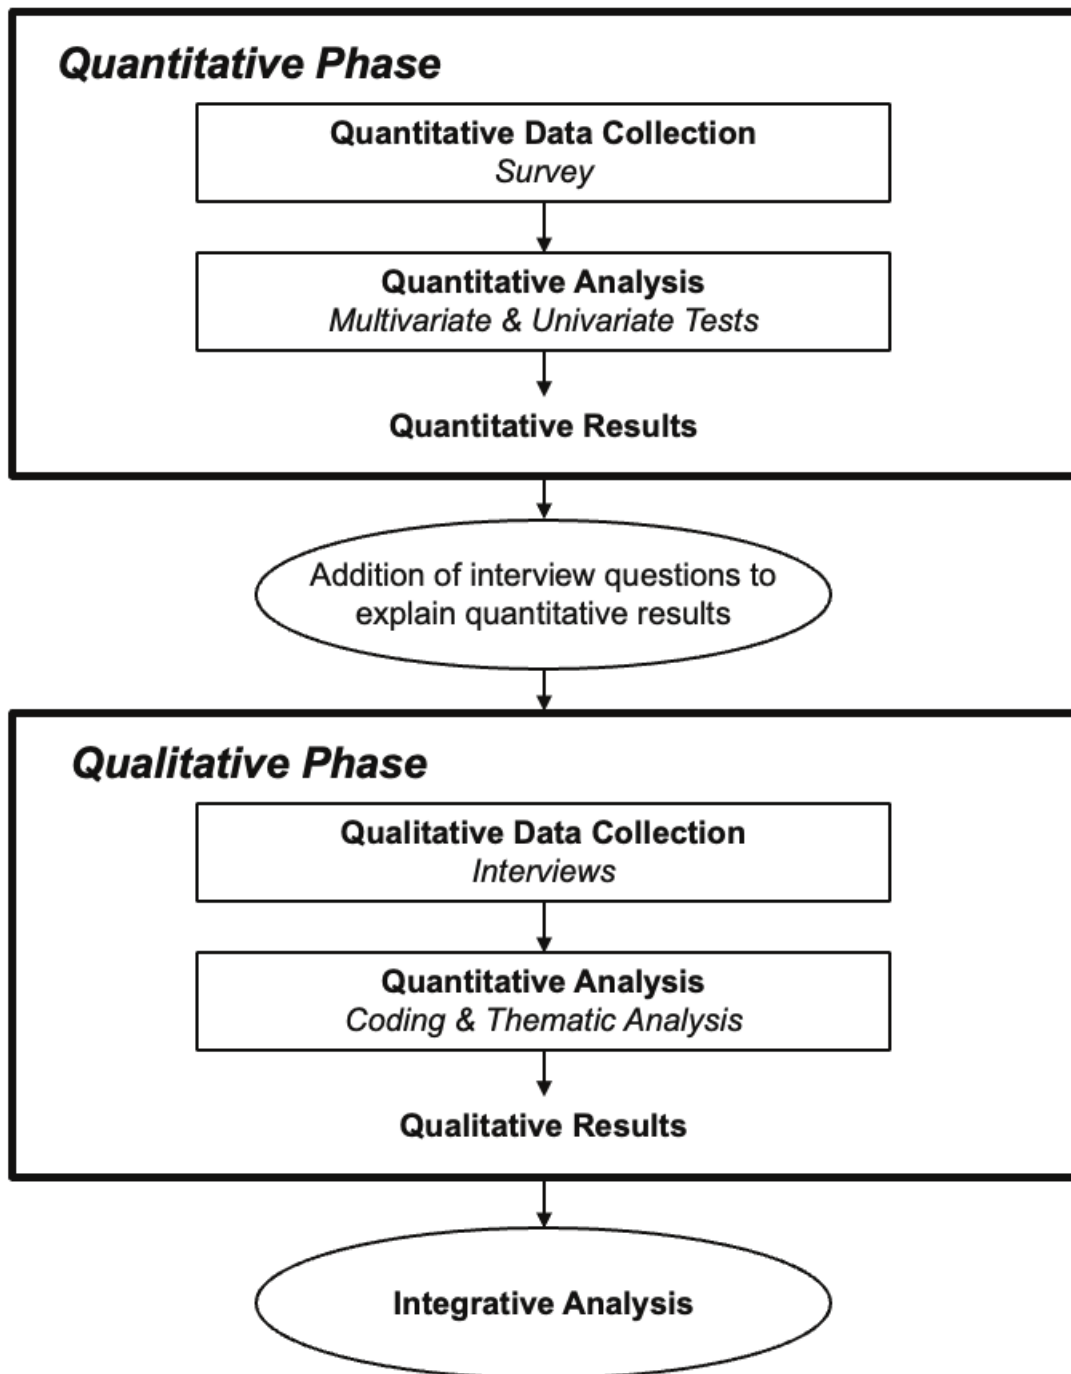 Quantitative Phase
Quantitative Data Collection
Survey
Quantitative Analysis
Multivariate & Univariate Tests
Quantitative Results
Addition of interview questions to
explain quantitative results
Qualitative Phase
Qualitative Data Collection
Interviews
Quantitative Analysis
Coding & Thematic Analysis
Qualitative Results
Integrative Analysis